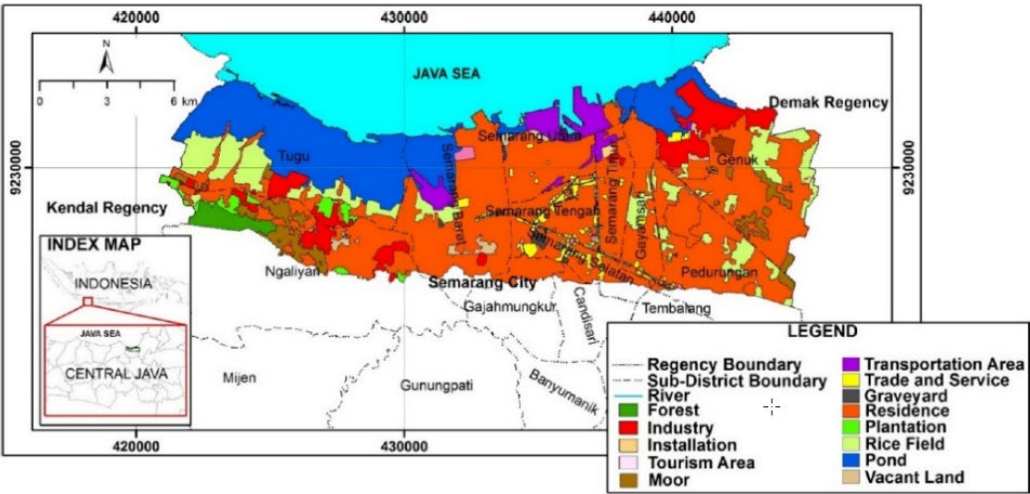 420000 430000 440000
N
JAVA SEA
0 3 6 km
Demak Regency
Semarang Utara
9230000
Tugu
Genuk
9230000
Semarang Barat
Semarang Timur
Kendal Regency
Semarang Tengah
Gayamsari
INDEX MAP
Semarang Selatan
Ngaliyan
Pedurungan
INDONESIA
Semarang City
Gajahmungkur
Candisari
Tembalang
JAVA SEA
CENTRAL JAVA
Mijen
Gunungpati
Banyumanik
420000 430000
LEGEND
Regency Boundary
Sub-District Boundary
River
Forest
Industry
Installation
Tourism Area
Moor
Transportation Area
Trade and Service
Graveyard
Residence
Plantation
Rice Field
Pond
Vacant Land